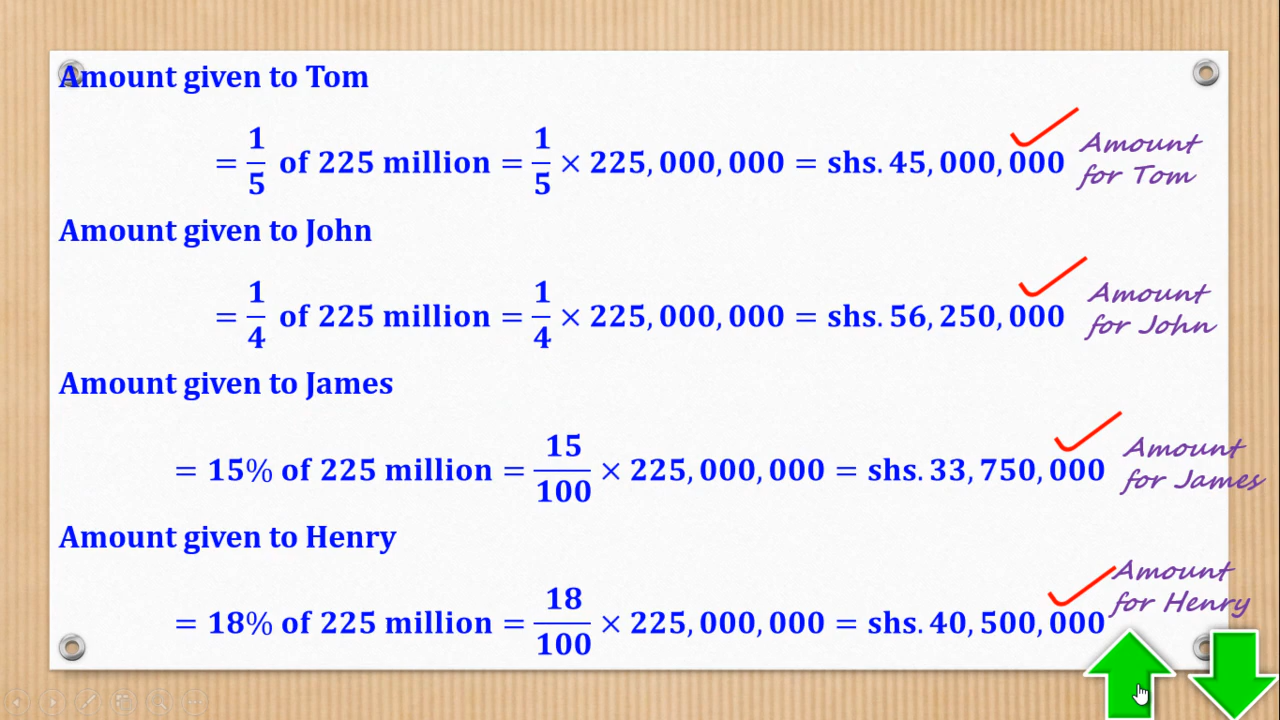 Amount given to Tom
= 1/5 of 225 million = 1/5 × 225,000,000 = shs. 45,000,000 Amount for Tom
Amount given to John
= 1/4 of 225 million = 1/4 × 225,000,000 = shs. 56,250,000 Amount for John
Amount given to James
= 15% of 225 million = 15/100 × 225,000,000 = shs. 33,750,000 Amount for James
Amount given to Henry
= 18% of 225 million = 18/100 × 225,000,000 = shs. 40,500,000 Amount for Henry